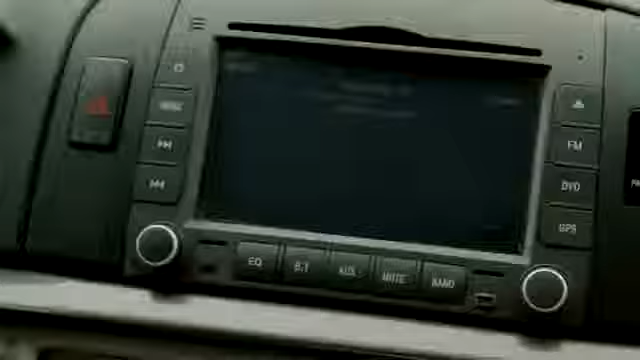 MENU
EQ
B:T
AUX
MUTE
BAND
FM
DVD
GPS